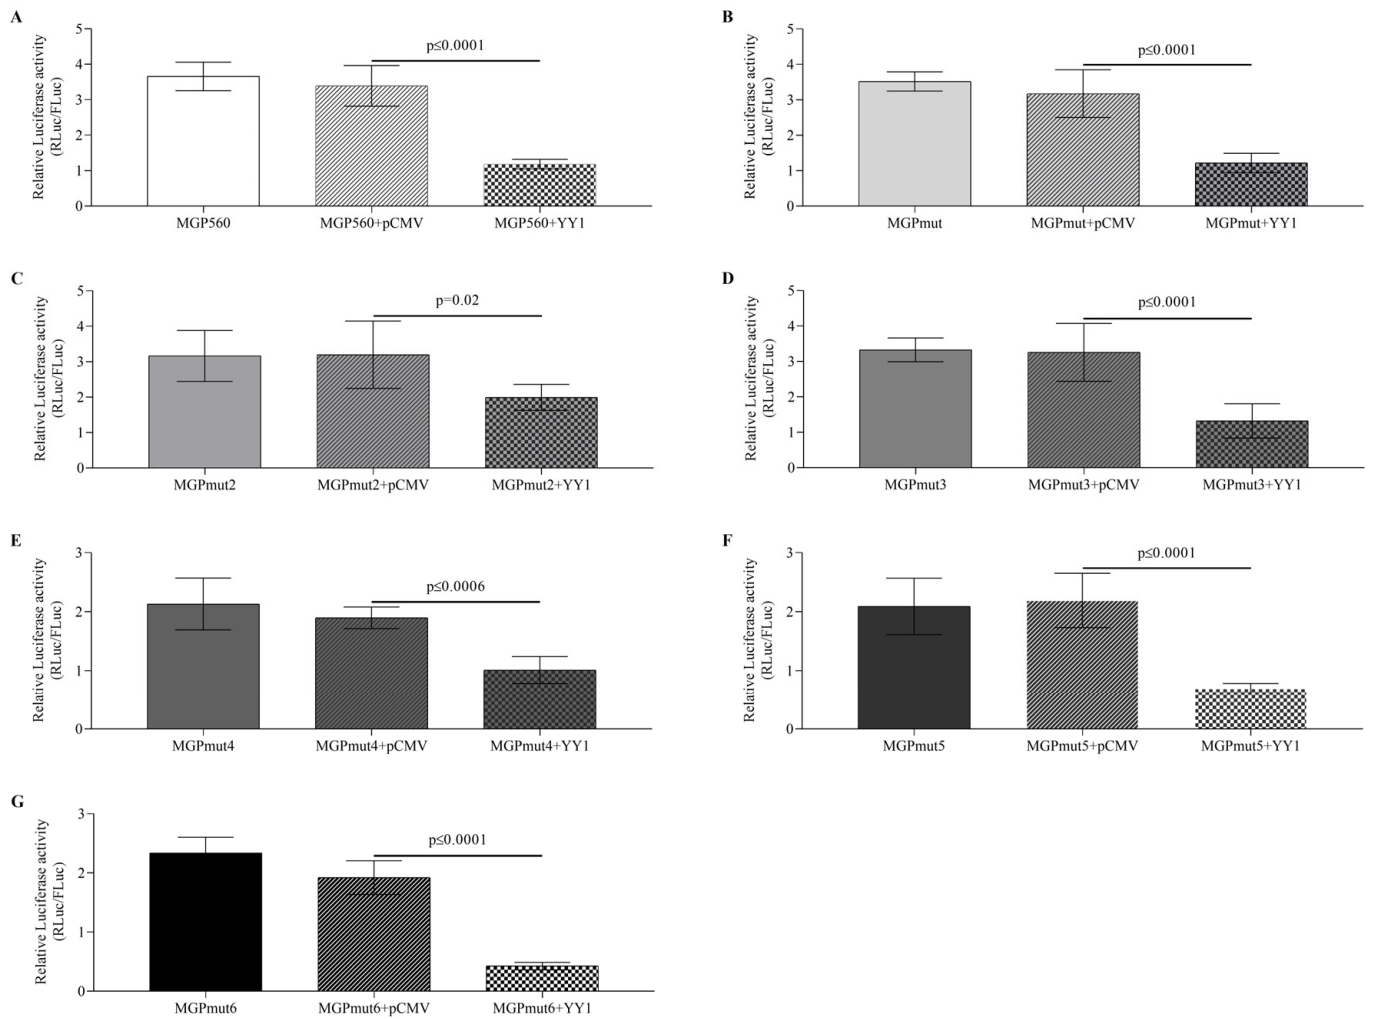 A
Relative Luciferase activity
(RLuc/FLuc)
5
4
3
2
1
0
p≤0.0001
MGP560
MGP560+pCMV
MGP560+YY1
B
Relative Luciferase activity
(RLuc/FLuc)
5
4
3
2
1
0
p≤0.0001
MGPmut
MGPmut+pCMV
MGPmut+YY1
C
Relative Luciferase activity
(RLuc/FLuc)
5
4
3
2
1
0
p=0.02
MGPmut2
MGPmut2+pCMV
MGPmut2+YY1
D
Relative Luciferase activity
(RLuc/FLuc)
5
4
3
2
1
0
p≤0.0001
MGPmut3
MGPmut3+pCMV
MGPmut3+YY1
E
Relative Luciferase activity
(RLuc/FLuc)
3
2
1
0
p≤0.0006
MGPmut4
MGPmut4+pCMV
MGPmut4+YY1
F
Relative Luciferase activity
(RLuc/FLuc)
3
2
1
0
p≤0.0001
MGPmut5
MGPmut5+pCMV
MGPmut5+YY1
G
Relative Luciferase activity
(RLuc/FLuc)
3
2
1
0
p≤0.0001
MGPmut6
MGPmut6+pCMV
MGPmut6+YY1